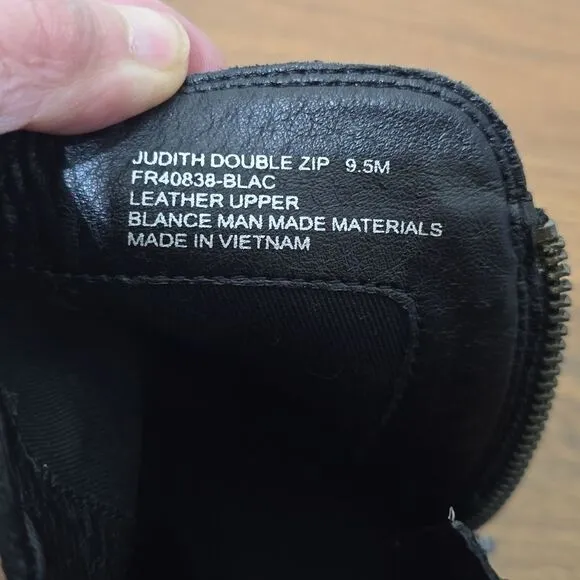 JUDITH DOUBLE ZIP 9.5M
FR40838-BLAC
LEATHER UPPER
BLANCE MAN MADE MATERIALS
MADE IN VIETNAM